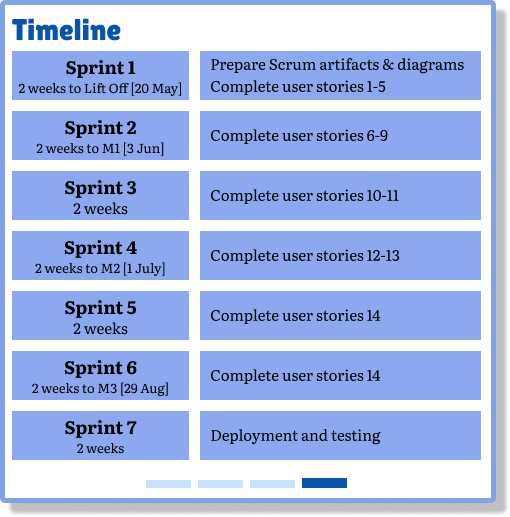 Timeline
Sprint 1
2 weeks to Lift Off [20 May]
Prepare Scrum artifacts & diagrams
Complete user stories 1-5
Sprint 2
2 weeks to M1 [3 Jun]
Complete user stories 6-9
Sprint 3
2 weeks
Complete user stories 10-11
Sprint 4
2 weeks to M2 [1 July]
Complete user stories 12-13
Sprint 5
2 weeks
Complete user stories 14
Sprint 6
2 weeks to M3 [29 Aug]
Complete user stories 14
Sprint 7
2 weeks
Deployment and testing